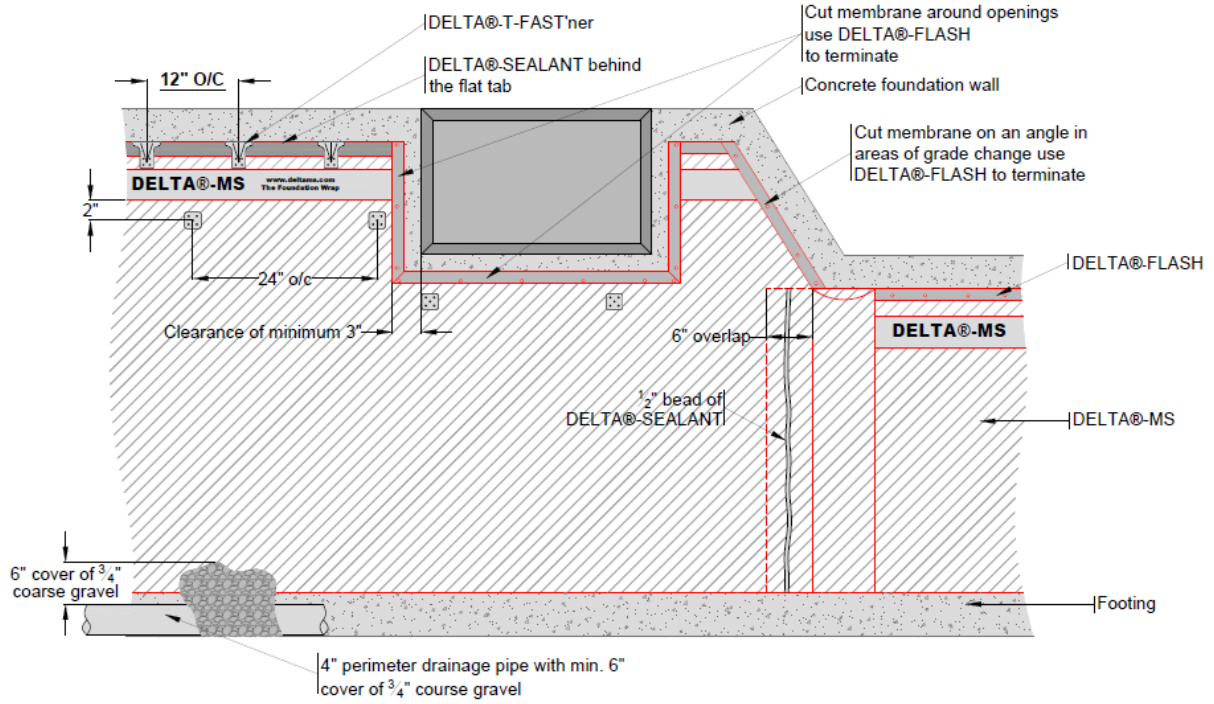 DELTA®-T-FAST'ner
Cut membrane around openings
use DELTA®-FLASH
to terminate
12" O/C
DELTA®-SEALANT behind
the flat tab
Concrete foundation wall
Cut membrane on an angle in
areas of grade change use
DELTA®-FLASH to terminate
DELTA®-MS
www.deltams.com
The Foundation Wrap
2"
24" o/c
DELTA®-FLASH
Clearance of minimum 3"
6" overlap
DELTA®-MS
1/2" bead of
DELTA®-SEALANT
DELTA®-MS
6" cover of 3/4"
coarse gravel
Footing
4" perimeter drainage pipe with min. 6"
cover of 3/4" course gravel